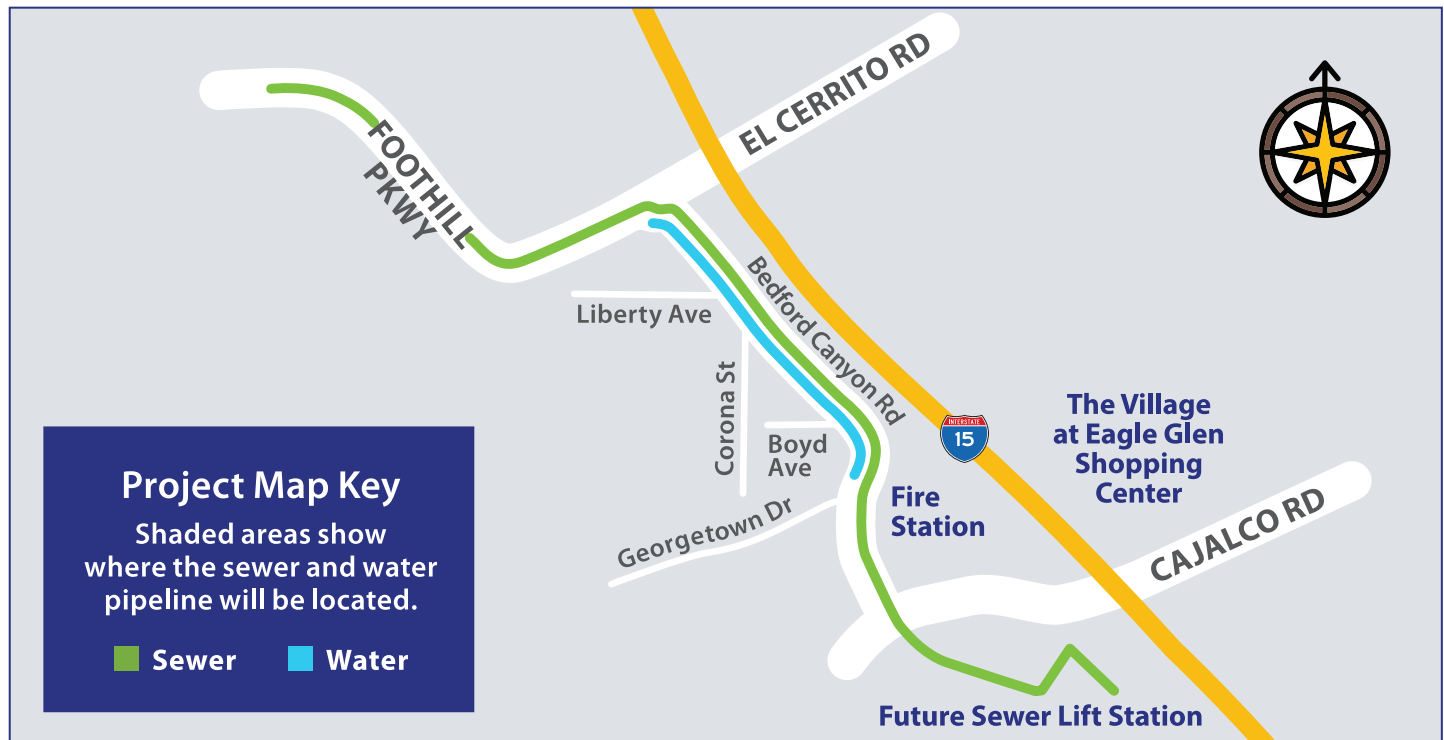 EL CERRITO RD
FOOTHILL
PKWY
Bedford Canyon Rd
Liberty Ave
Corona St
Boyd
Ave
Georgetown Dr
INTERSTATE
15
The Village
at Eagle Glen
Shopping
Center
Fire
Station
CAJALCO RD
Future Sewer Lift Station
Project Map Key
Shaded areas show
where the sewer and water
pipeline will be located.
Sewer
Water